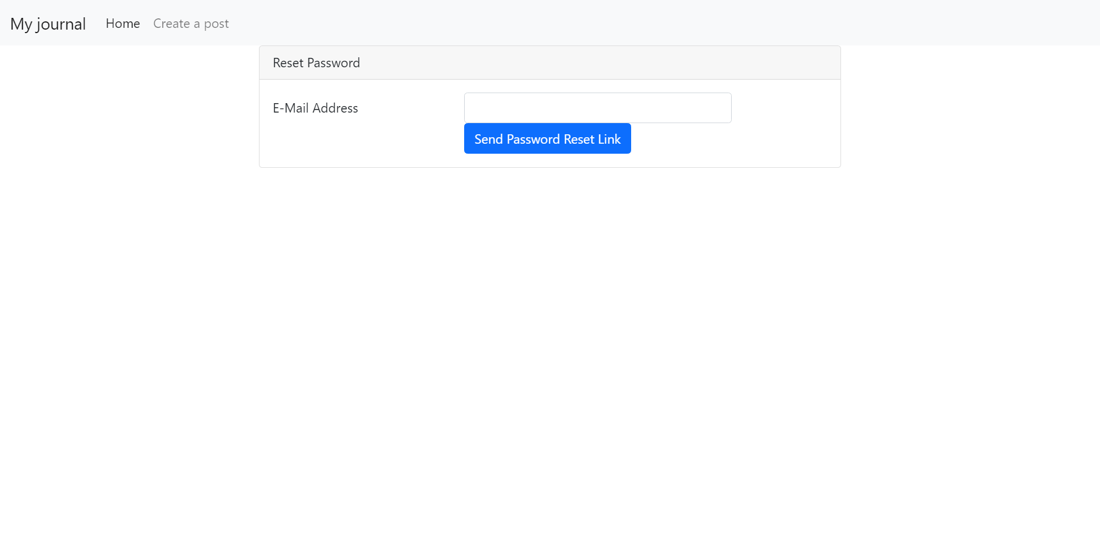 My journal Home Create a post
Reset Password
E-Mail Address
Send Password Reset Link